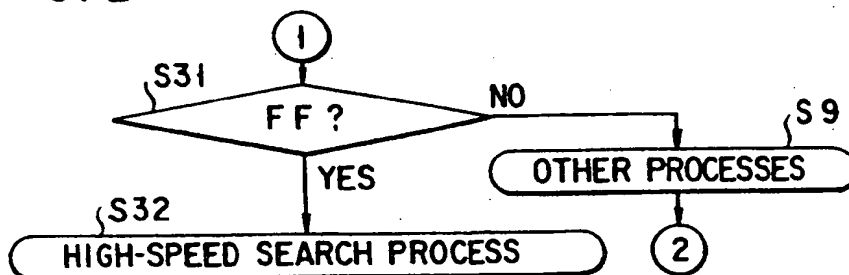 1
S31
FF?
NO
S9
YES
OTHER PROCESSES
S32
2
HIGH-SPEED SEARCH PROCESS